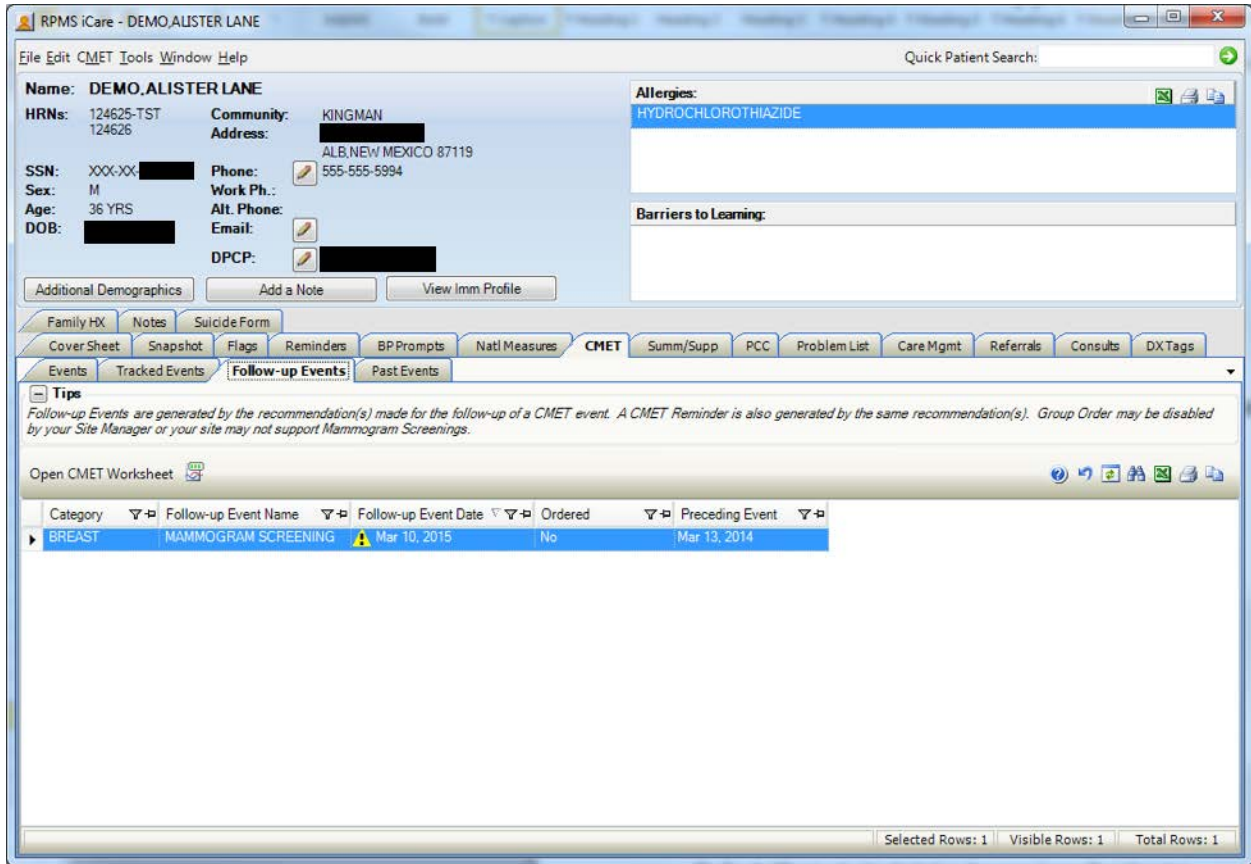 RPMS iCare - DEMO,ALISTER LANE
File Edit CMET Tools Window Help
Quick Patient Search:
Name: DEMO,ALISTER LANE
HRNs: 124625-TST
124626
Community: KINGMAN
Address:
ALB,NEW MEXICO 87119
SSN: XXX-XX-
Phone: 555-555-5994
Sex: M
Work Ph.:
Age: 36 YRS
Alt. Phone:
DOB:
Email:
DPCP:
Additional Demographics
Add a Note
View Imm Profile
Allergies:
HYDROCHLOROTHIAZIDE
Barriers to Learning:
Family HX Notes Suicide Form
Cover Sheet Snapshot Flags Reminders BP Prompts Natl Measures CMET Summ/Supp PCC Problem List Care Mgmt Referrals Consults DX Tags
Events Tracked Events Follow-up Events Past Events
Tips
Follow-up Events are generated by the recommendation(s) made for the follow-up of a CMET event. A CMET Reminder is also generated by the same recommendation(s). Group Order may be disabled
by your Site Manager or your site may not support Mammogram Screenings.
Open CMET Worksheet
Category Follow-up Event Name Follow-up Event Date Ordered Preceding Event
BREAST MAMMOGRAM SCREENING Mar 10, 2015 No Mar 13, 2014
Selected Rows: 1 Visible Rows: 1 Total Rows: 1